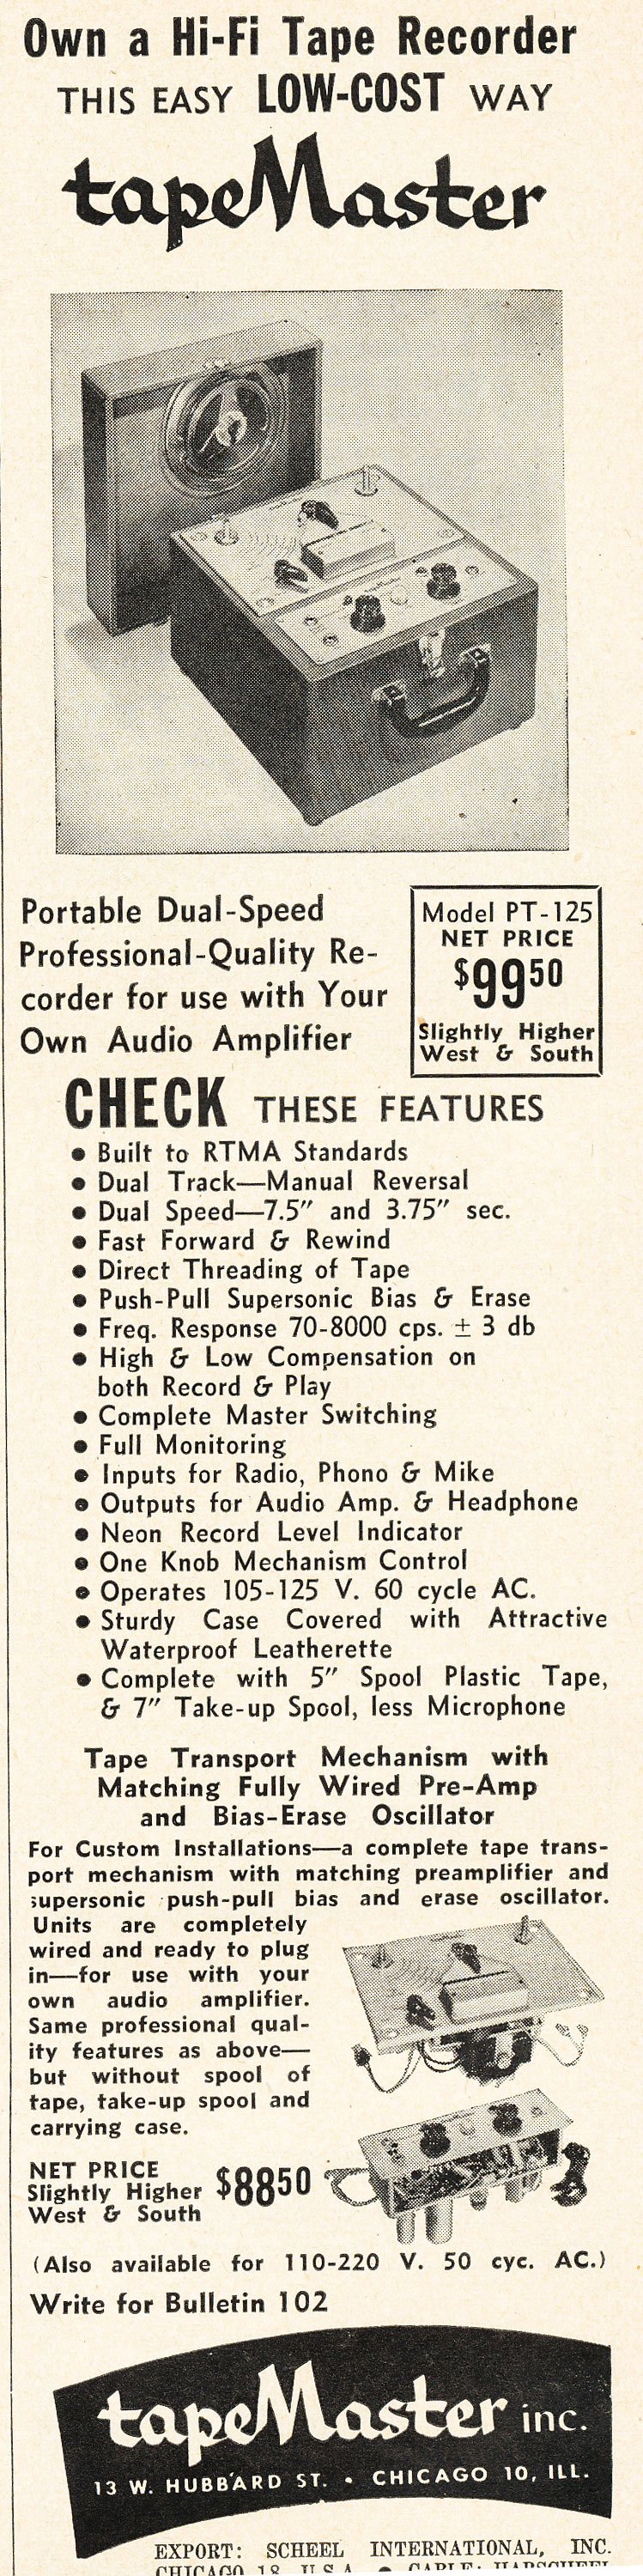 Own a Hi-Fi Tape Recorder
THIS EASY LOW-COST WAY
tapeMaster
Portable Dual-Speed
Professional-Quality Re-
corder for use with Your
Own Audio Amplifier
Model PT-125
NET PRICE
$9950
Slightly Higher
West & South
CHECK THESE FEATURES
• Built to RTMA Standards
• Dual Track—Manual Reversal
• Dual Speed—7.5" and 3.75" sec.
• Fast Forward & Rewind
• Direct Threading of Tape
• Push-Pull Supersonic Bias & Erase
• Freq. Response 70-8000 cps. ± 3 db
• High & Low Compensation on
both Record & Play
• Complete Master Switching
• Full Monitoring
• Inputs for Radio, Phono & Mike
• Outputs for Audio Amp. & Headphone
• Neon Record Level Indicator
• One Knob Mechanism Control
• Operates 105-125 V. 60 cycle AC.
• Sturdy Case Covered with Attractive
Waterproof Leatherette
• Complete with 5" Spool Plastic Tape,
& 7" Take-up Spool, less Microphone
Tape Transport Mechanism with
Matching Fully Wired Pre-Amp
and Bias-Erase Oscillator
For Custom Installations—a complete tape trans-
port mechanism with matching preamplifier and
supersonic push-pull bias and erase oscillator.
Units are completely
wired and ready to plug
in—for use with your
own audio amplifier.
Same professional qual-
ity features as above—
but without spool of
tape, take-up spool and
carrying case.
NET PRICE
Slightly Higher
West & South
$8850
(Also available for 110-220 V. 50 cyc. AC.)
Write for Bulletin 102
tapeMaster inc.
13 W. HUBBARD ST. • CHICAGO 10, ILL.
EXPORT: SCHEEL INTERNATIONAL, INC.
CHICAGO 18, U.S.A. • CABLE: